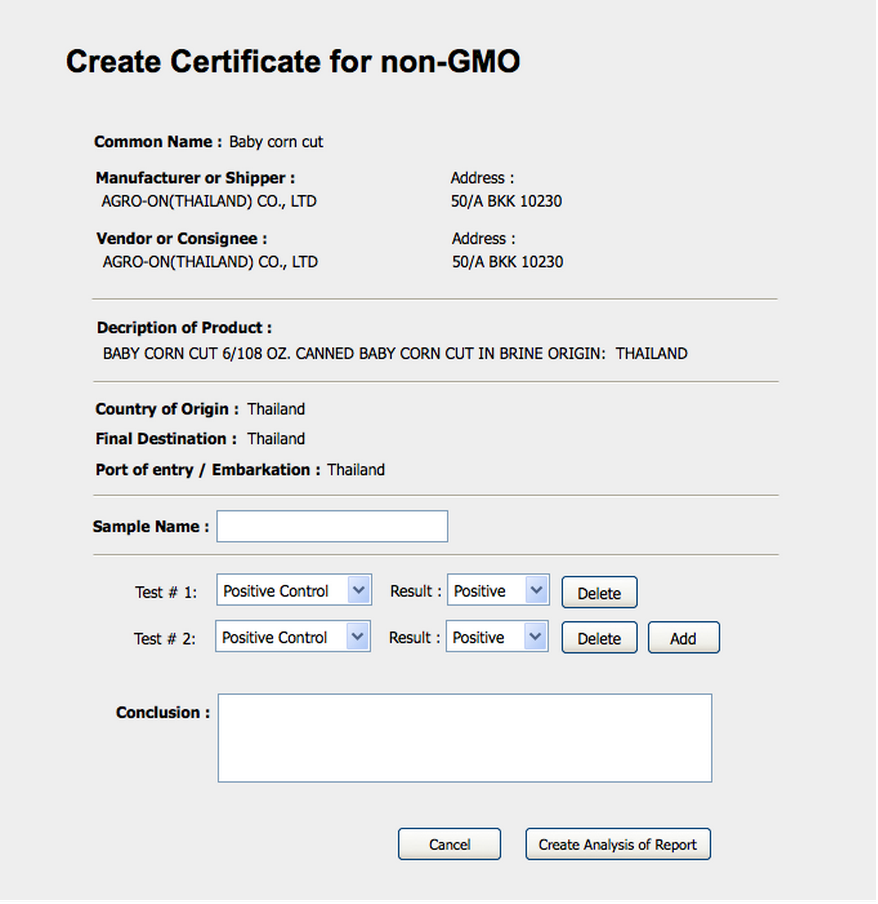 Create Certificate for non-GMO
Common Name : Baby corn cut
Manufacturer or Shipper : Address :
AGRO-ON(THAILAND) CO., LTD 50/A BKK 10230
Vendor or Consignee : Address :
AGRO-ON(THAILAND) CO., LTD 50/A BKK 10230
Decription of Product :
BABY CORN CUT 6/108 OZ. CANNED BABY CORN CUT IN BRINE ORIGIN: THAILAND
Country of Origin : Thailand
Final Destination : Thailand
Port of entry / Embarkation : Thailand
Sample Name :
Test # 1: Positive Control Result : Positive Delete
Test # 2: Positive Control Result : Positive Delete Add
Conclusion :
Cancel Create Analysis of Report